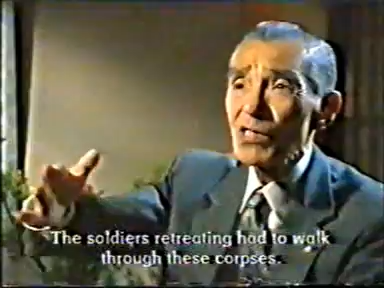 The soldiers retreating had to walk
through these corpses.